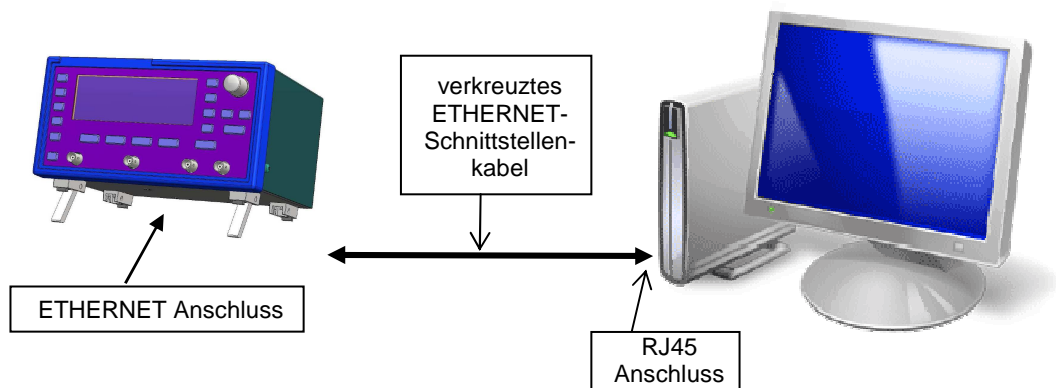 verkreuztes
ETHERNET-
Schnittstellen-
kabel
ETHERNET Anschluss
RJ45
Anschluss